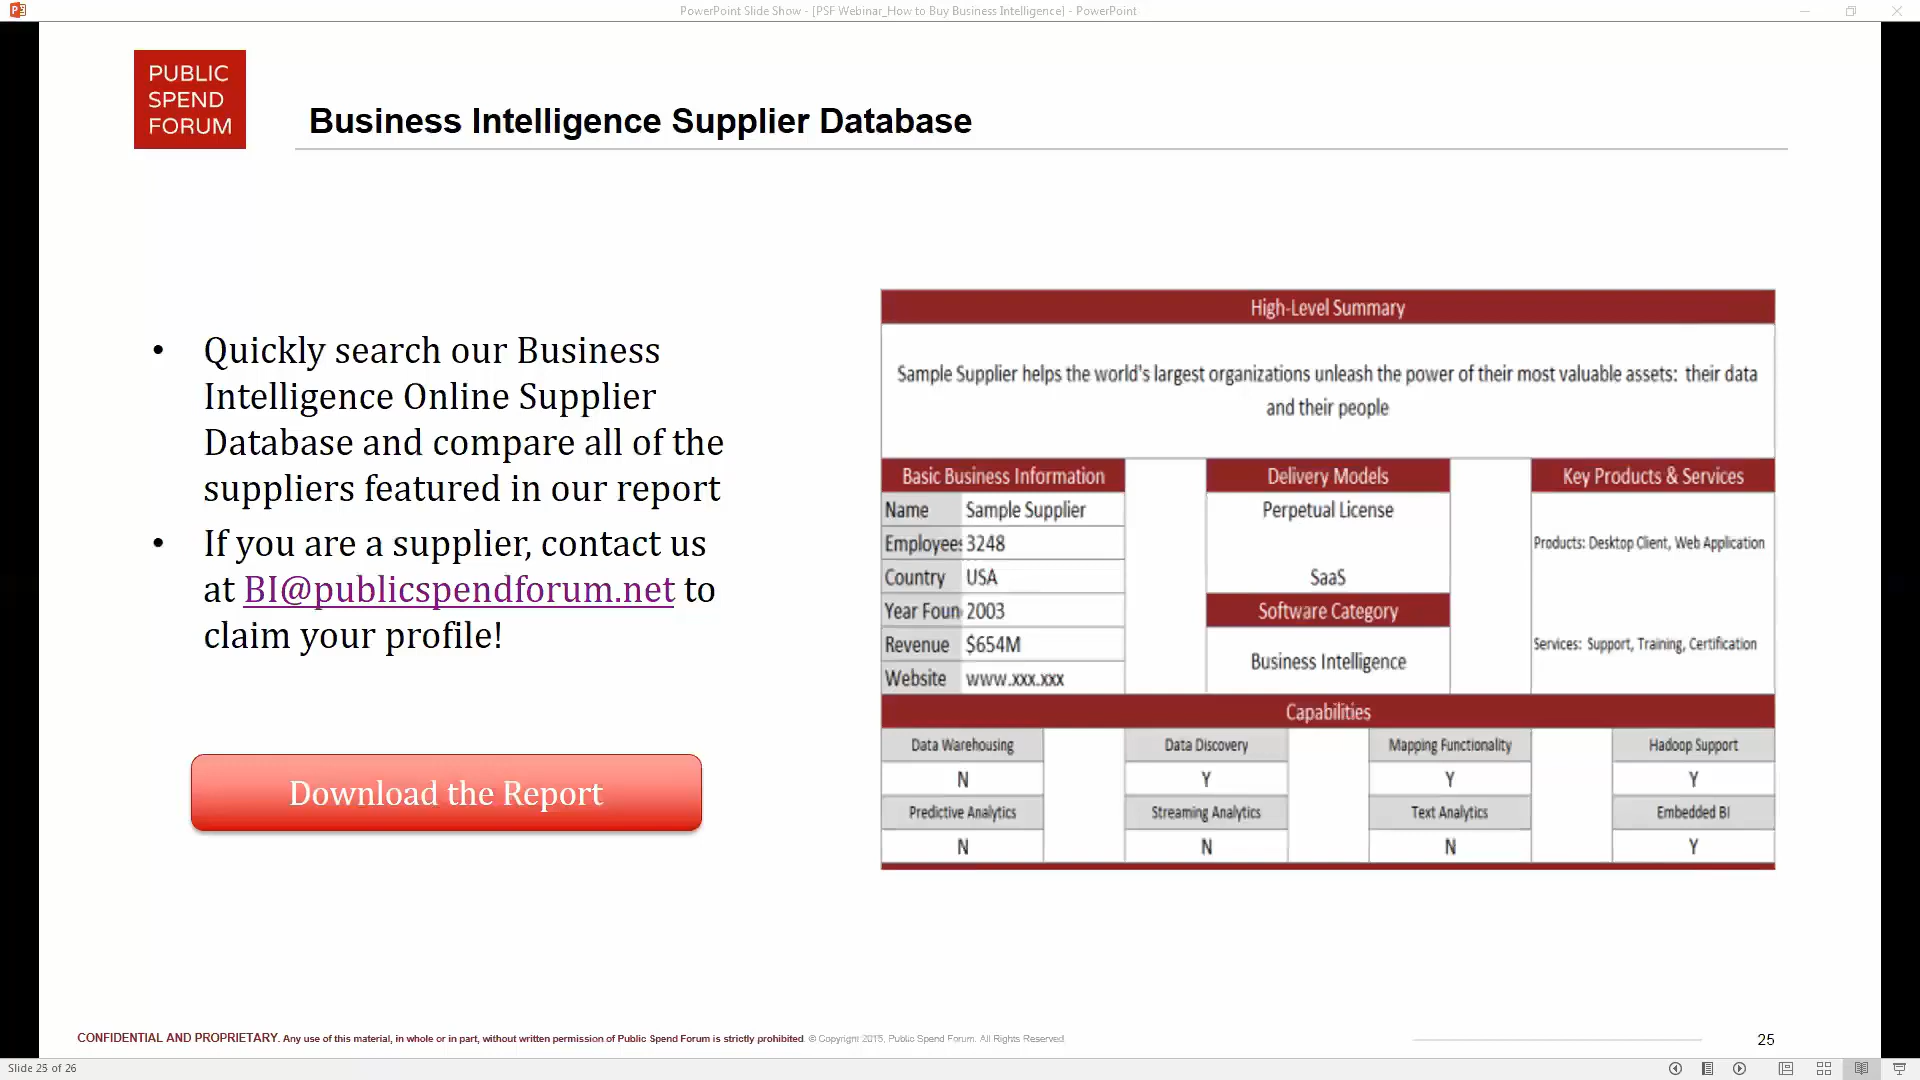 PowerPoint Slide Show - [PSF Webinar_How to Buy Business Intelligence] - PowerPoint
PUBLIC
SPEND
FORUM
Business Intelligence Supplier Database
• Quickly search our Business
Intelligence Online Supplier
Database and compare all of the
suppliers featured in our report
• If you are a supplier, contact us
at BI@publicspendforum.net to
claim your profile!
Download the Report
High-Level Summary
Sample Supplier helps the world's largest organizations unleash the power of their most valuable assets: their data
and their people
Basic Business Information
Name Sample Supplier
Employees 3248
Country USA
Year Foun 2003
Revenue $654M
Website www.xxx.xxx
Delivery Models
Perpetual License
SaaS
Software Category
Business Intelligence
Key Products & Services
Products: Desktop Client, Web Application
Services: Support, Training, Certification
Capabilities
Data Warehousing Data Discovery Mapping Functionality Hadoop Support
N Y Y Y
Predictive Analytics Streaming Analytics Text Analytics Embedded BI
N N N Y
CONFIDENTIAL AND PROPRIETARY. Any use of this material, in whole or in part, without written permission of Public Spend Forum is strictly prohibited. © Copyright 2015, Public Spend Forum. All Rights Reserved.
25
Slide 25 of 26